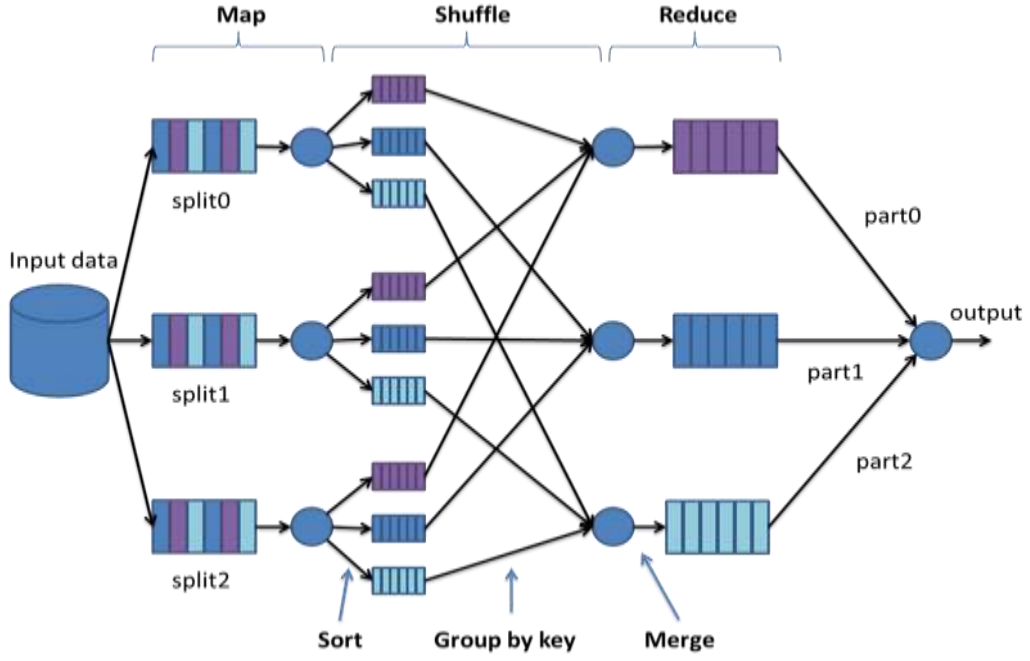 Map
Shuffle
Reduce
split0
part0
Input data
output
split1
part1
part2
split2
Sort
Group by key
Merge